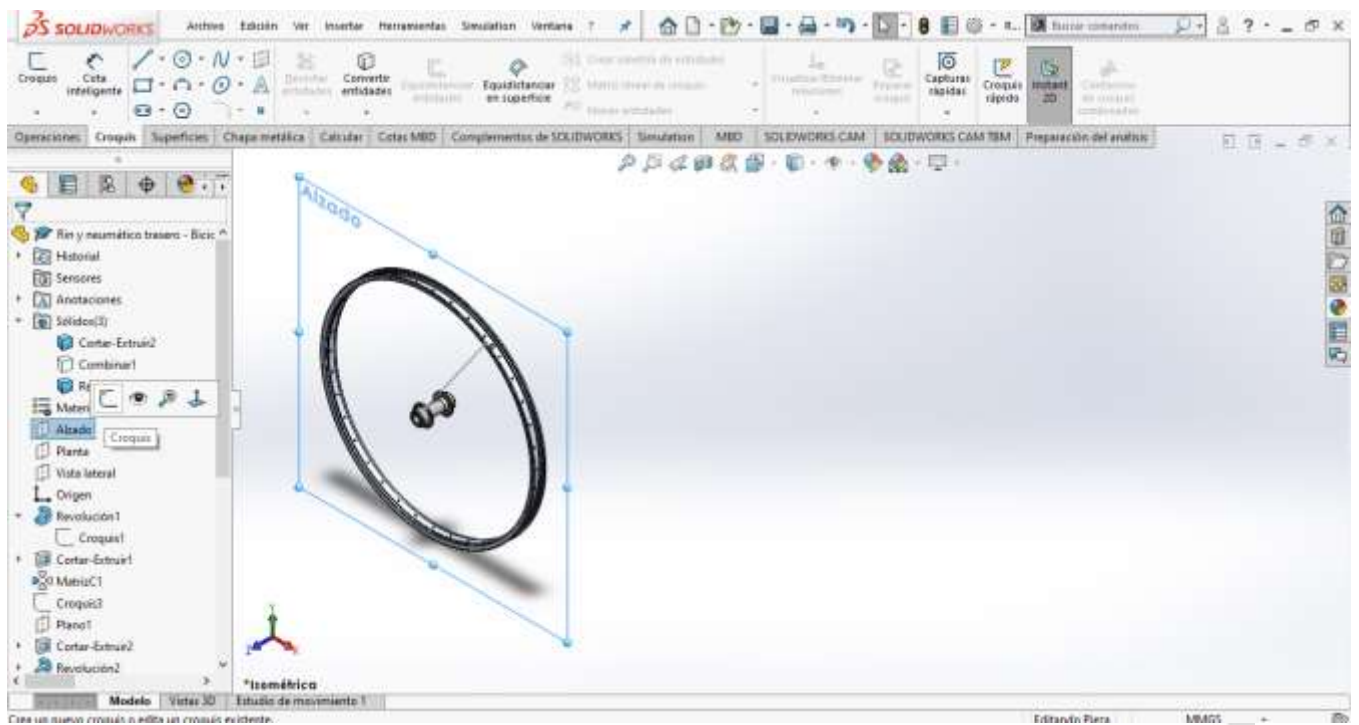 SOLIDWORKS Archivo Edición Ver Insertar Herramientas Simulation Ventana ? Buscar comandos
Croquis Cota inteligente Convertir entidades Equidistanciar en superficie Capturas rápidas Croquis rápido Instant 2D
Operaciones Croquis Superficies Chapa metálica Calcular Cotas MBD Complementos de SOLIDWORKS Simulation MBD SOLIDWORKS CAM SOLIDWORKS CAM TBM Preparación del análisis
Alzado
Rin y neumático trasero - Bicic
Historial
Sensores
Anotaciones
Sólidos(3)
Cortar-Extruir2
Combinar1
Materi
Alzado
Croquis
Planta
Vista lateral
Origen
Revolución1
Croquis1
Cortar-Extruir1
MatrizC1
Croquis3
Plano1
Cortar-Extruir2
Revolución2
*Isométrica
Modelo Vistas 3D Estudio de movimiento 1
Crea un nuevo croquis o edita un croquis existente. Editando Pieza MMGS